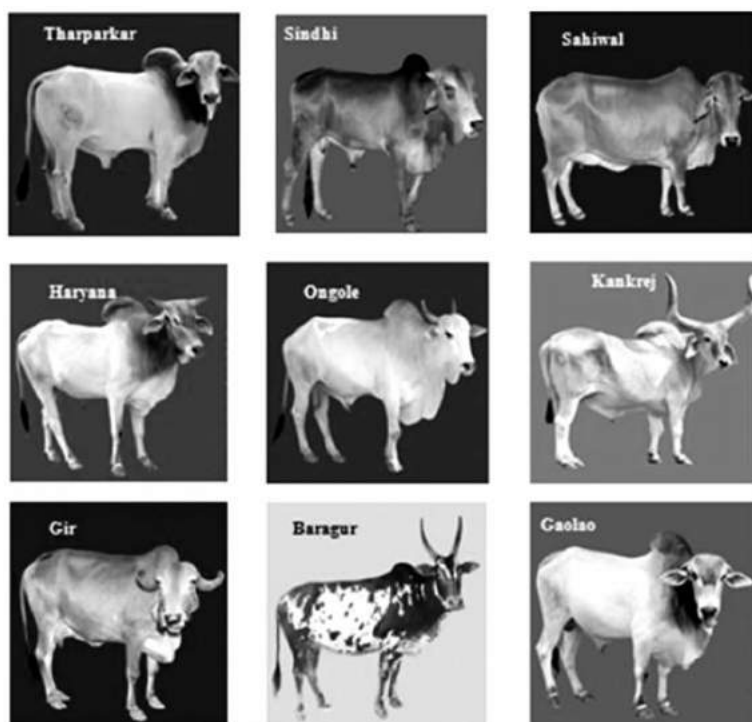 Tharparkar
Sindhi
Sahiwal
Haryana
Ongole
Kankrej
Gir
Baragur
Gaolao